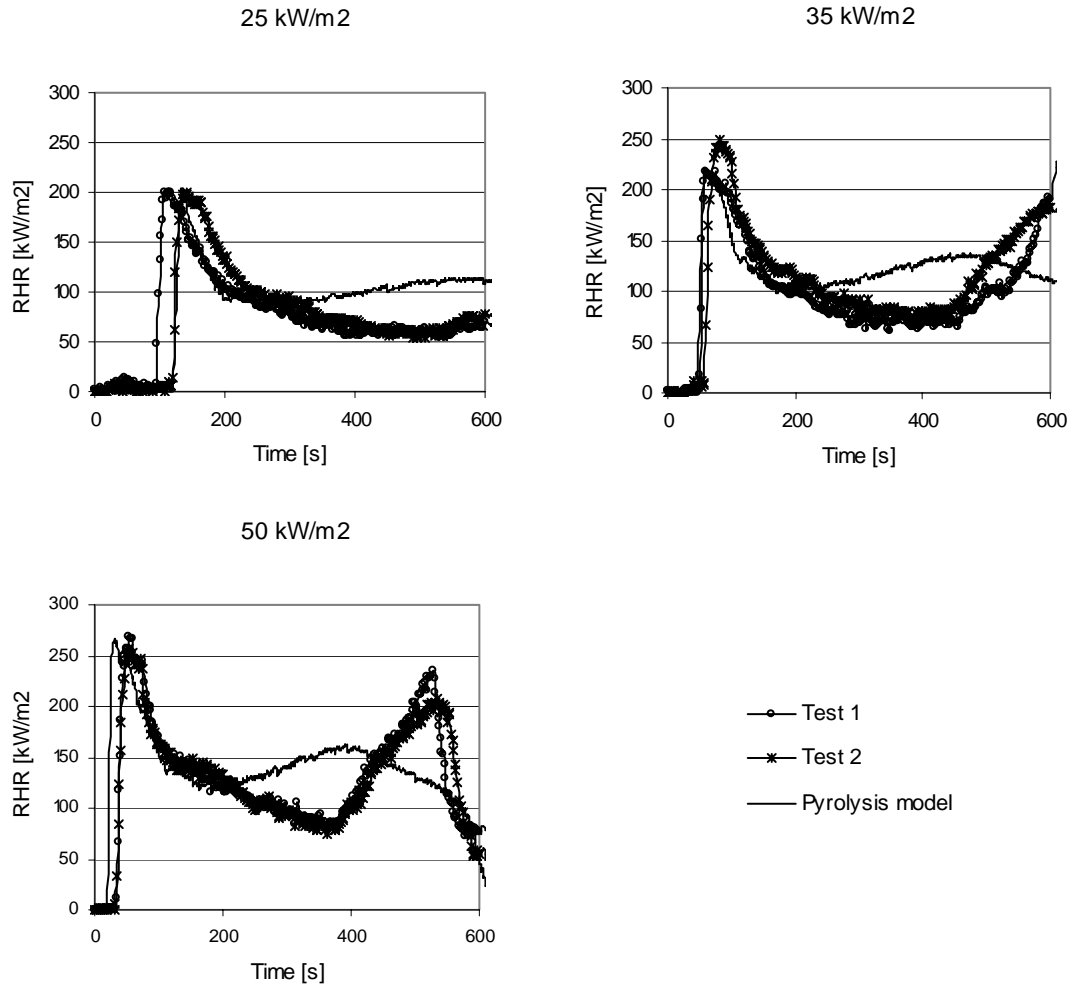 25 kW/m2
RHR [kW/m2]
300
250
200
150
100
50
0
0 200 400 600
Time [s]
35 kW/m2
RHR [kW/m2]
300
250
200
150
100
50
0
0 200 400 600
Time [s]
50 kW/m2
RHR [kW/m2
300
250
200
150
100
50
0
0 200 400 600
Time [s]
Test 1
Test 2
Pyrolysis model